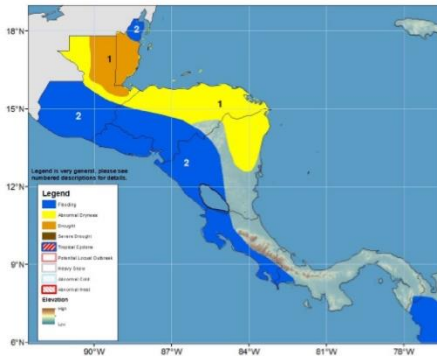 18°N
2
1
15°N
1
2
2
Legend is very general, please see
numbered descriptions for details.
12°N
Legend
Flooding
Abnormal Dryness
Drought
Severe Drought
Tropical Cyclone
Potential Locust Outbreak
Heavy Snow
Abnormal Cold
Abnormal Heat
9°N
Elevation
High
Low
6°N
90°W
87°W
84°W
81°W
78°W